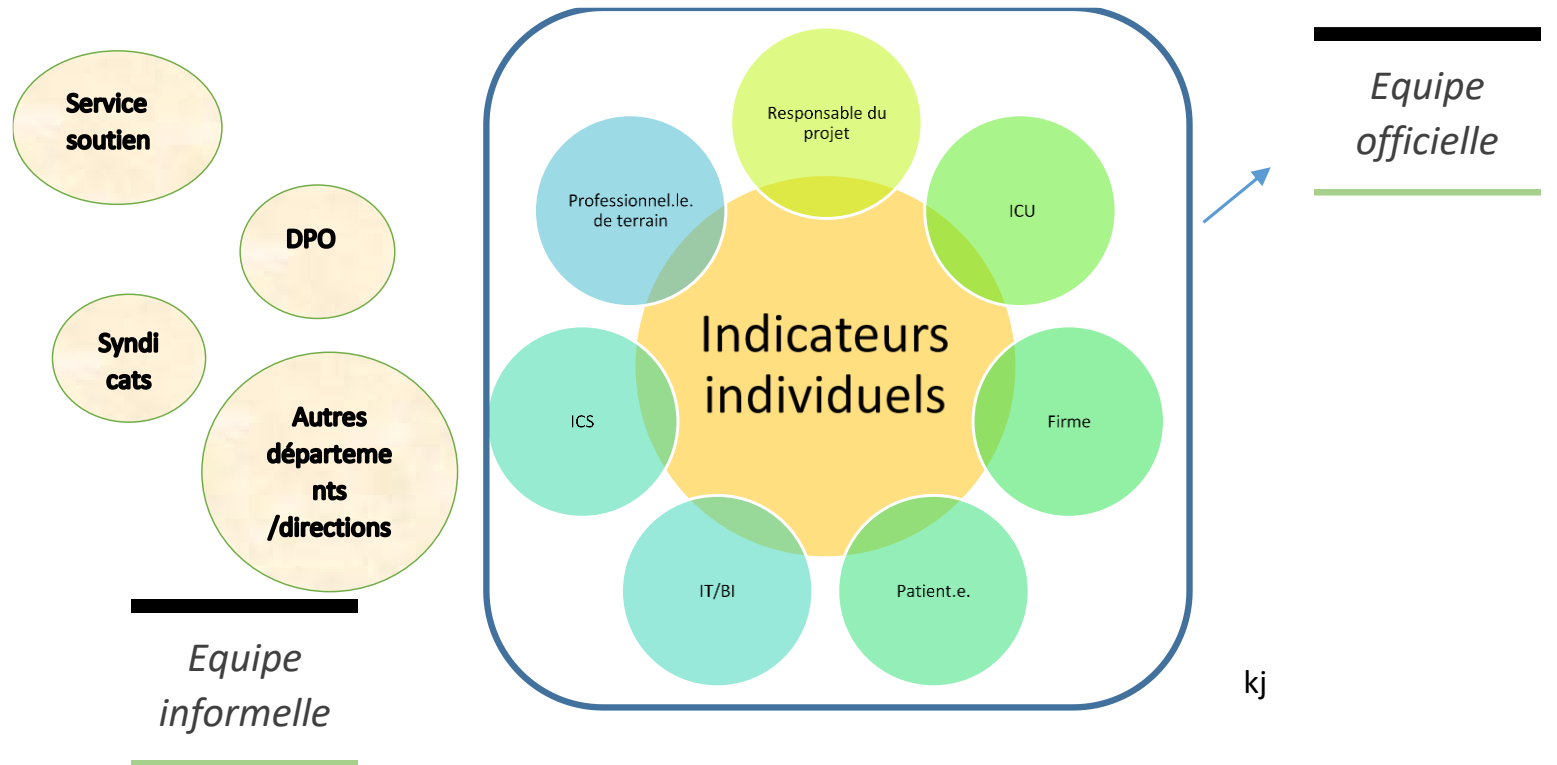 Service
soutien
DPO
Syndi
cats
Autres
départeme
nts
/directions
Equipe
informelle
Responsable du
projet
Professionnel.le.
de terrain
ICU
Indicateurs
individuels
ICS
Firme
IT/BI
Patient.e.
Equipe
officielle
kj